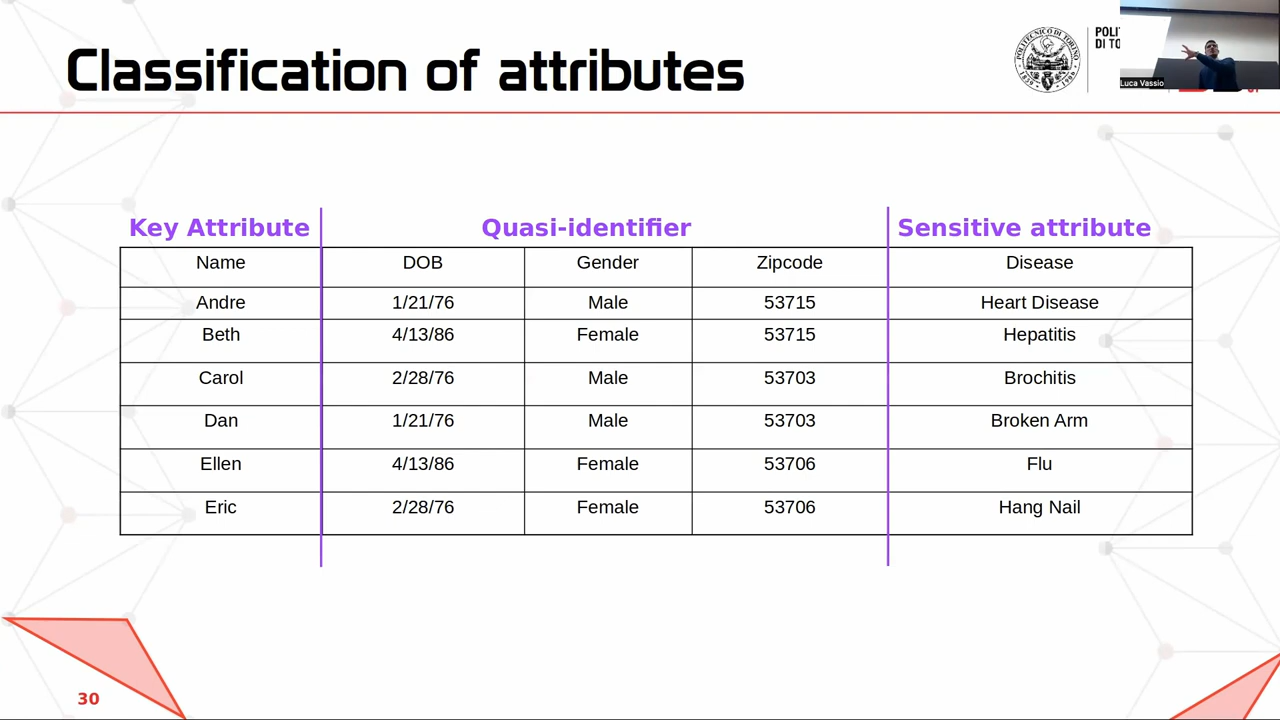 Classification of attributes
POLITECNICO DI TORINO
POLI
DI TO
Luca Vassio
Key Attribute Quasi-identifier Sensitive attribute
Name DOB Gender Zipcode Disease
Andre 1/21/76 Male 53715 Heart Disease
Beth 4/13/86 Female 53715 Hepatitis
Carol 2/28/76 Male 53703 Brochitis
Dan 1/21/76 Male 53703 Broken Arm
Ellen 4/13/86 Female 53706 Flu
Eric 2/28/76 Female 53706 Hang Nail
30